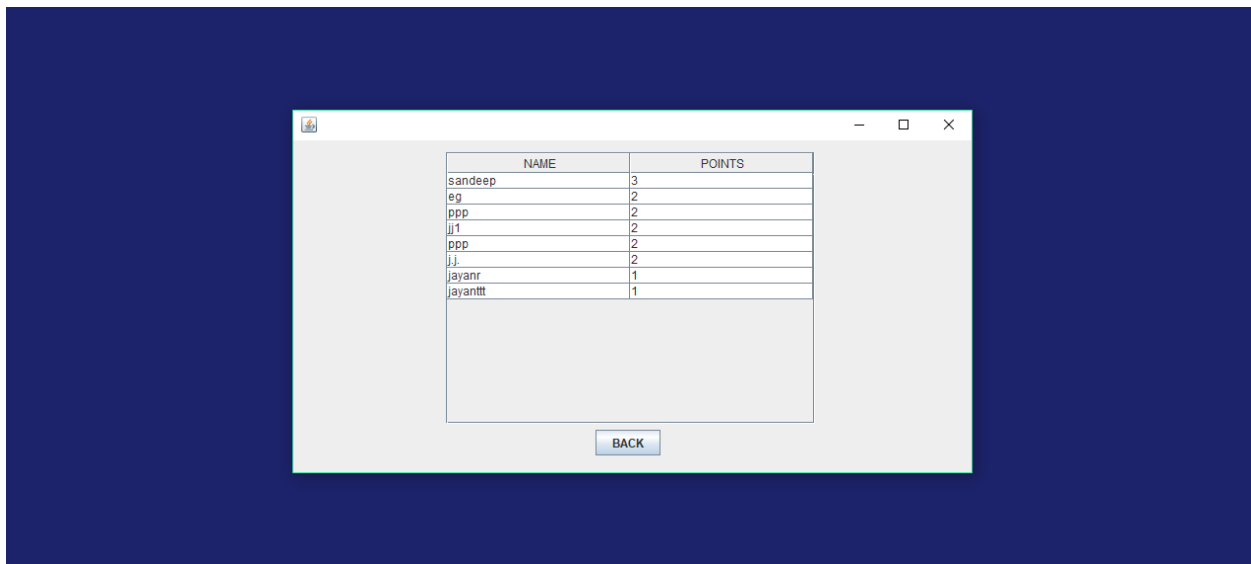 NAME POINTS
sandeep 3
eg 2
ppp 2
jj1 2
ppp 2
j.j. 2
jayanr 1
jayanttt 1
BACK